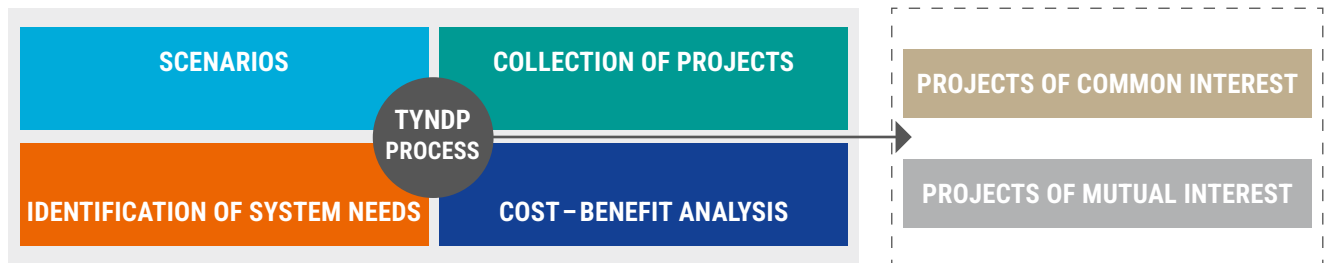 SCENARIOS
COLLECTION OF PROJECTS
TYNDP
PROCESS
IDENTIFICATION OF SYSTEM NEEDS
COST – BENEFIT ANALYSIS
PROJECTS OF COMMON INTEREST
PROJECTS OF MUTUAL INTEREST